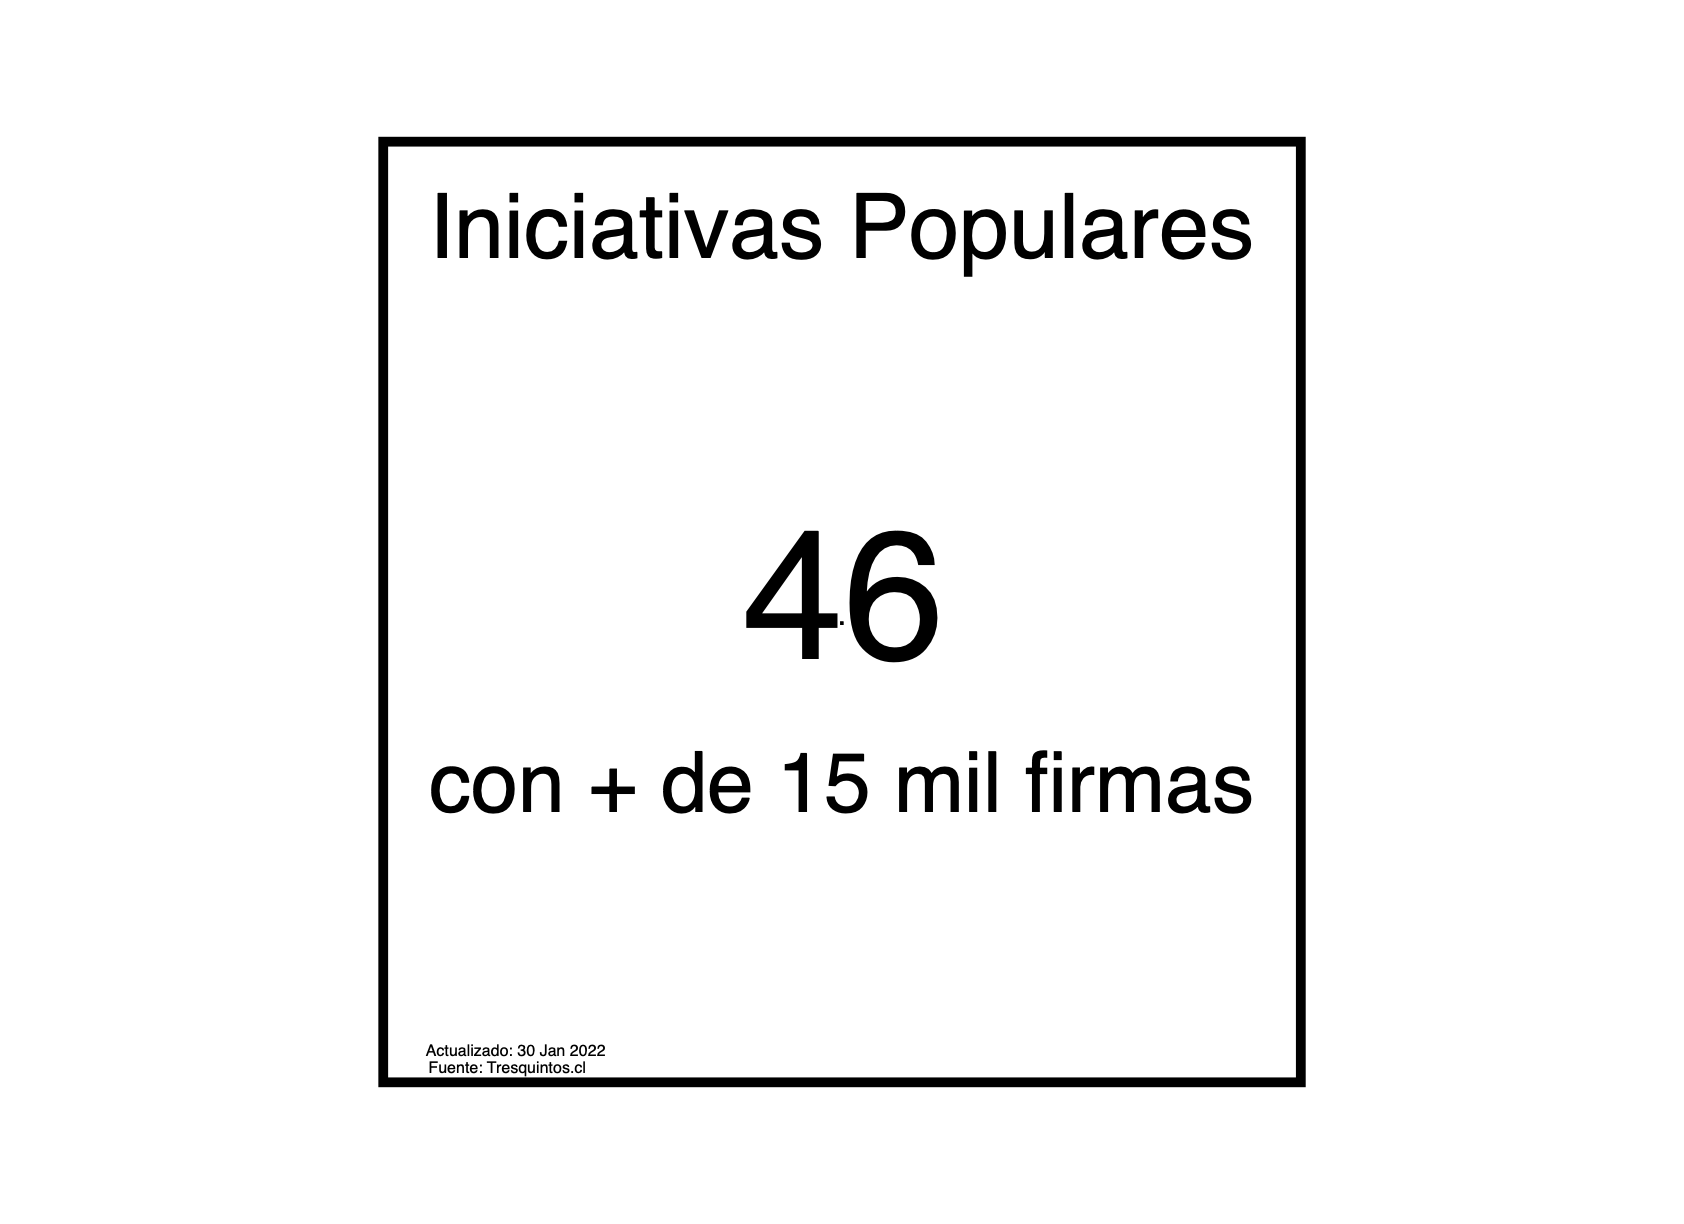 Iniciativas Populares
46
con + de 15 mil firmas
Actualizado: 30 Jan 2022
Fuente: Tresquintos.cl